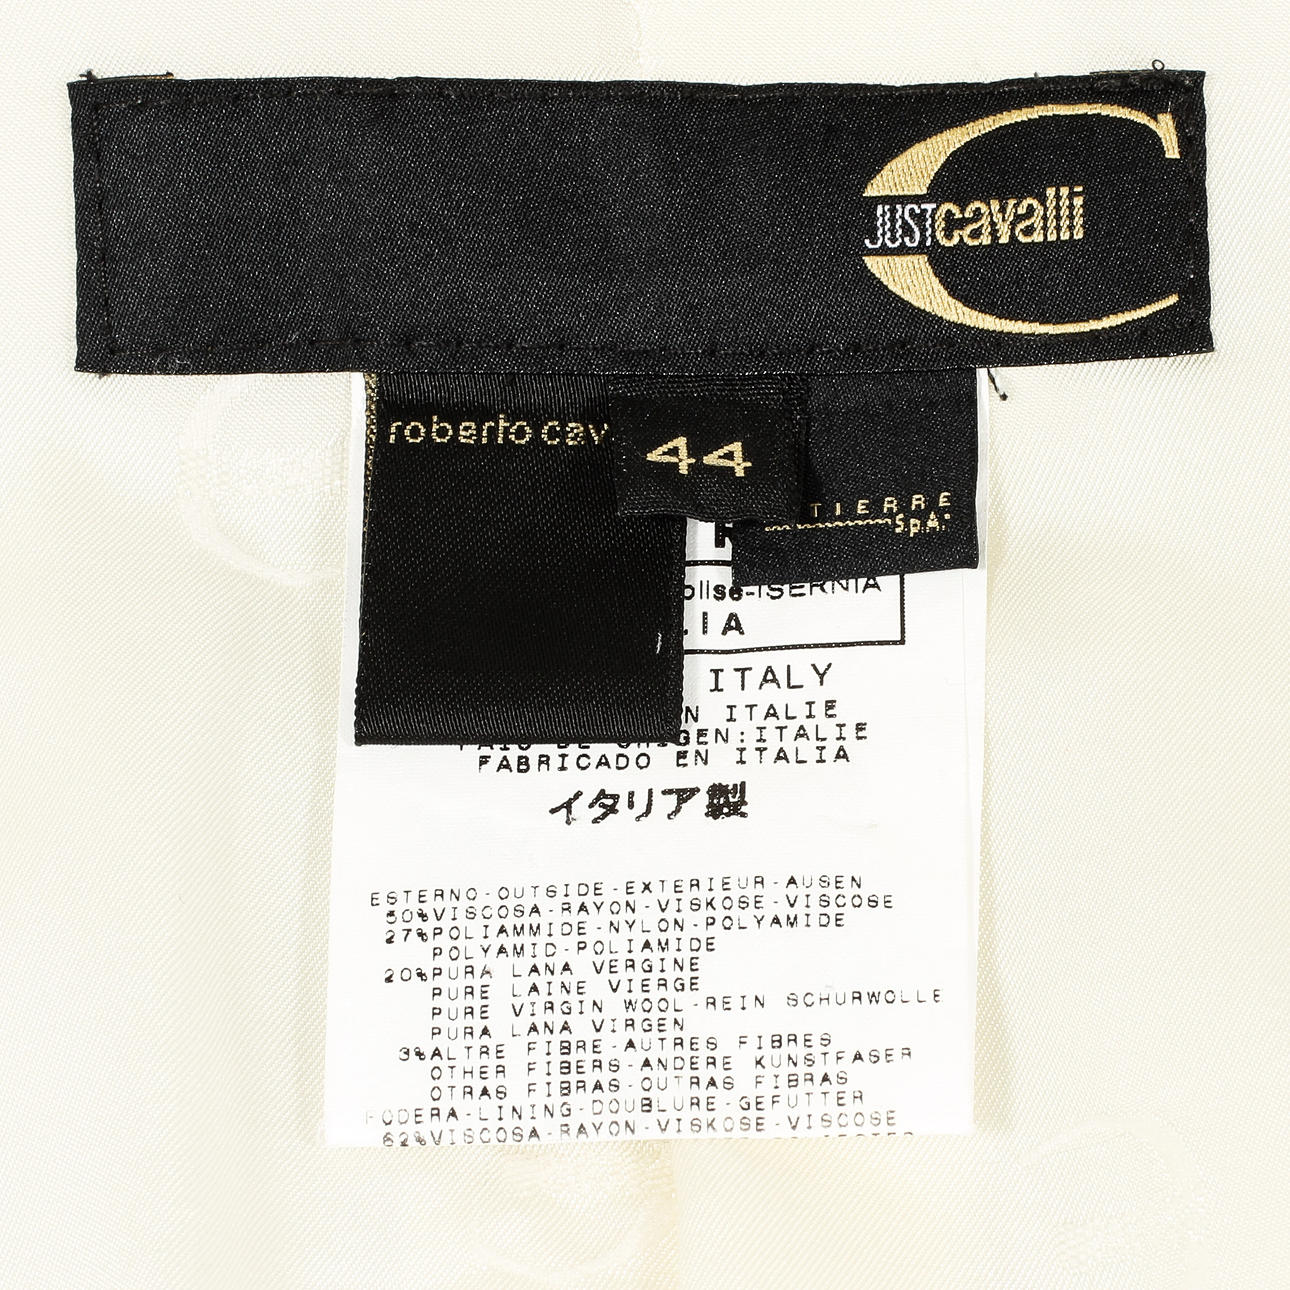 JUST cavalli
roberto cav
44
TIERRE
S.p.A.
olise-ISERNIA
LIA
ITALY
N ITALIE
GEN:ITALIE
FABRICADO EN ITALIA
イタリア製
ESTERNO-OUTSIDE-EXTERIEUR-AUSEN
50%VISCOSA-RAYON-VISKOSE-VISCOSE
27%POLIAMMIDE-NYLON-POLYAMIDE
POLYAMID-POLIAMIDE
20%PURA LANA VERGINE
PURE LAINE VIERGE
PURE VIRGIN WOOL-REIN SCHURWOLLE
PURA LANA VIRGEN
3%ALTRE FIBRE-AUTRES FIBRES
OTHER FIBERS-ANDERE KUNSTFASER
OTRAS FIBRAS-OUTRAS FIBRAS
FODERA-LINING-DOUBLURE-GEFUTTER
62%VISCOSA-RAYON-VISKOSE-VISCOSE